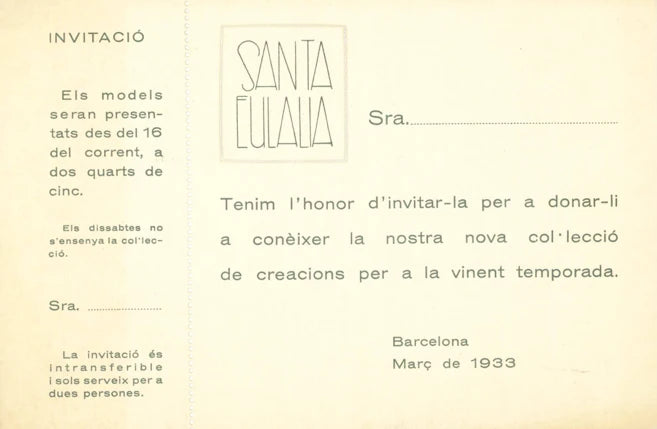 INVITACIÓ
Els models
seran presen-
tats des del 16
del corrent, a
dos quarts de
cinc.
Els dissabtes no
s'ensenya la col·lec-
ció.
Sra. ........................
La invitació és
intransferible
i sols serveix per a
dues persones.
SANTA
EULALIA
Sra.............................................................
Tenim l'honor d'invitar-la per a donar-li
a conèixer la nostra nova col·lecció
de creacions per a la vinent temporada.
Barcelona
Març de 1933